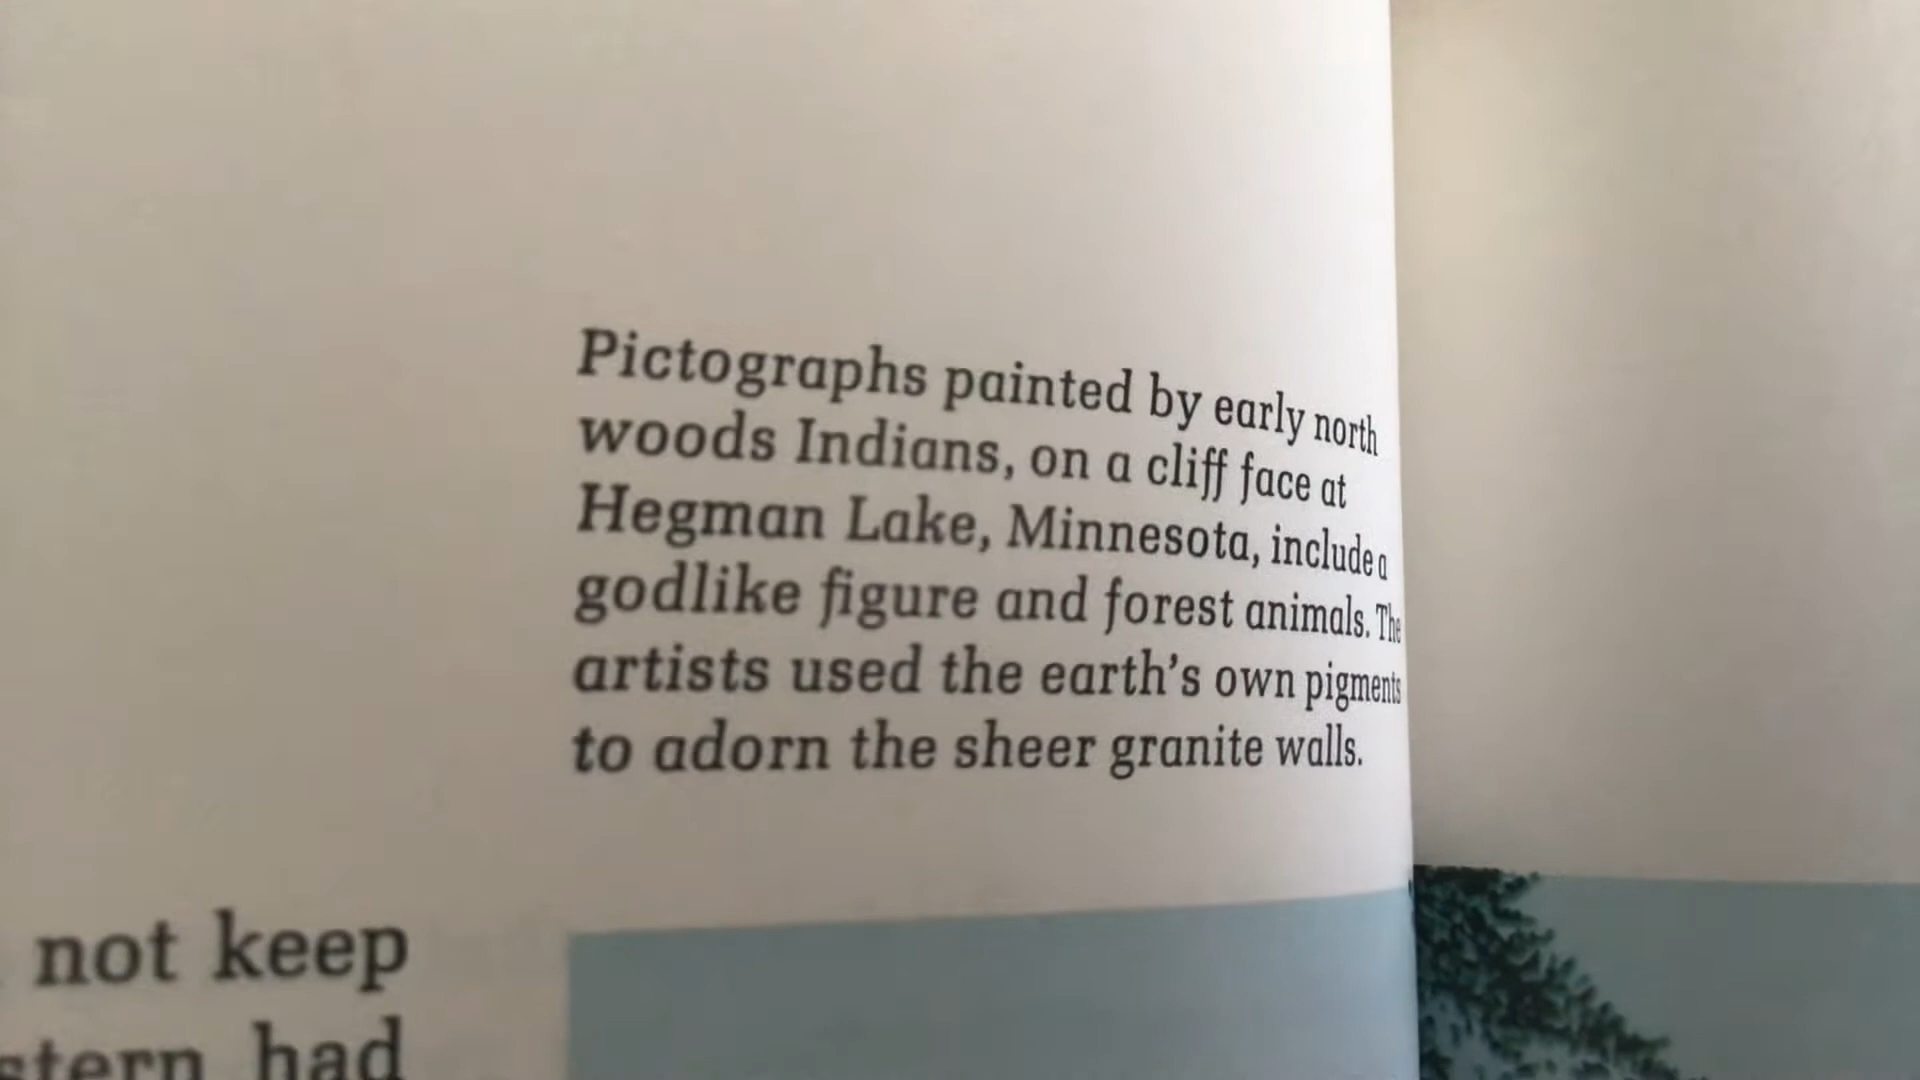 Pictographs painted by early north
woods Indians, on a cliff face at
Hegman Lake, Minnesota, include a
godlike figure and forest animals. The
artists used the earth's own pigments
to adorn the sheer granite walls.
not keep
had